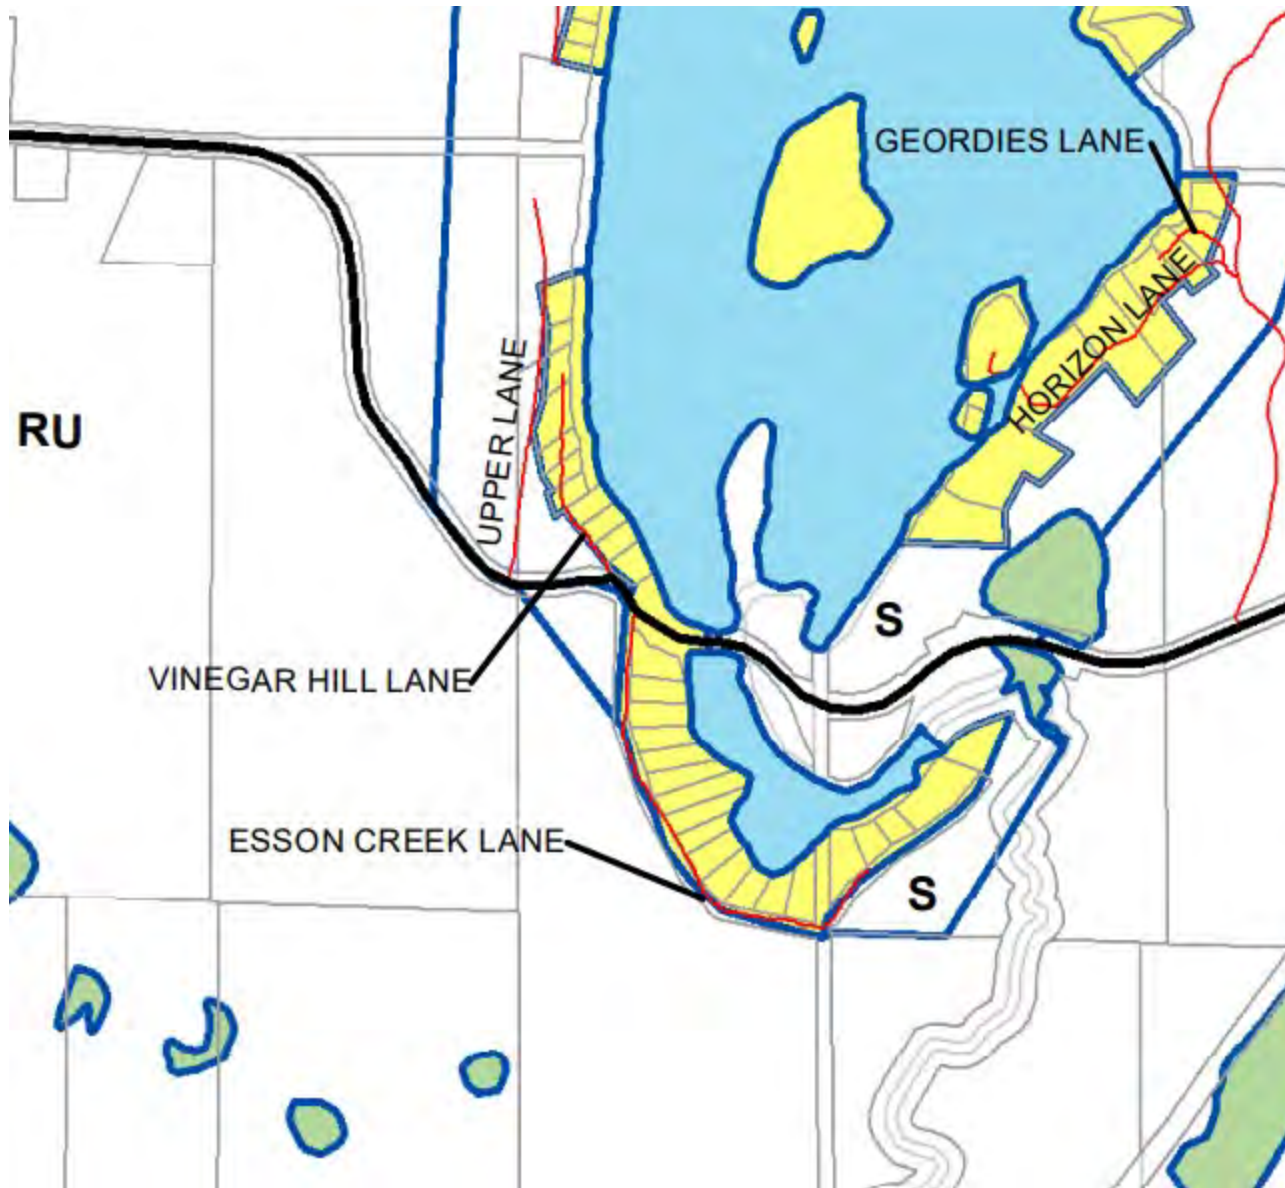 GEORDIES LANE
HORIZON LANE
UPPER LANE
RU
S
VINEGAR HILL LANE
ESSON CREEK LANE
S